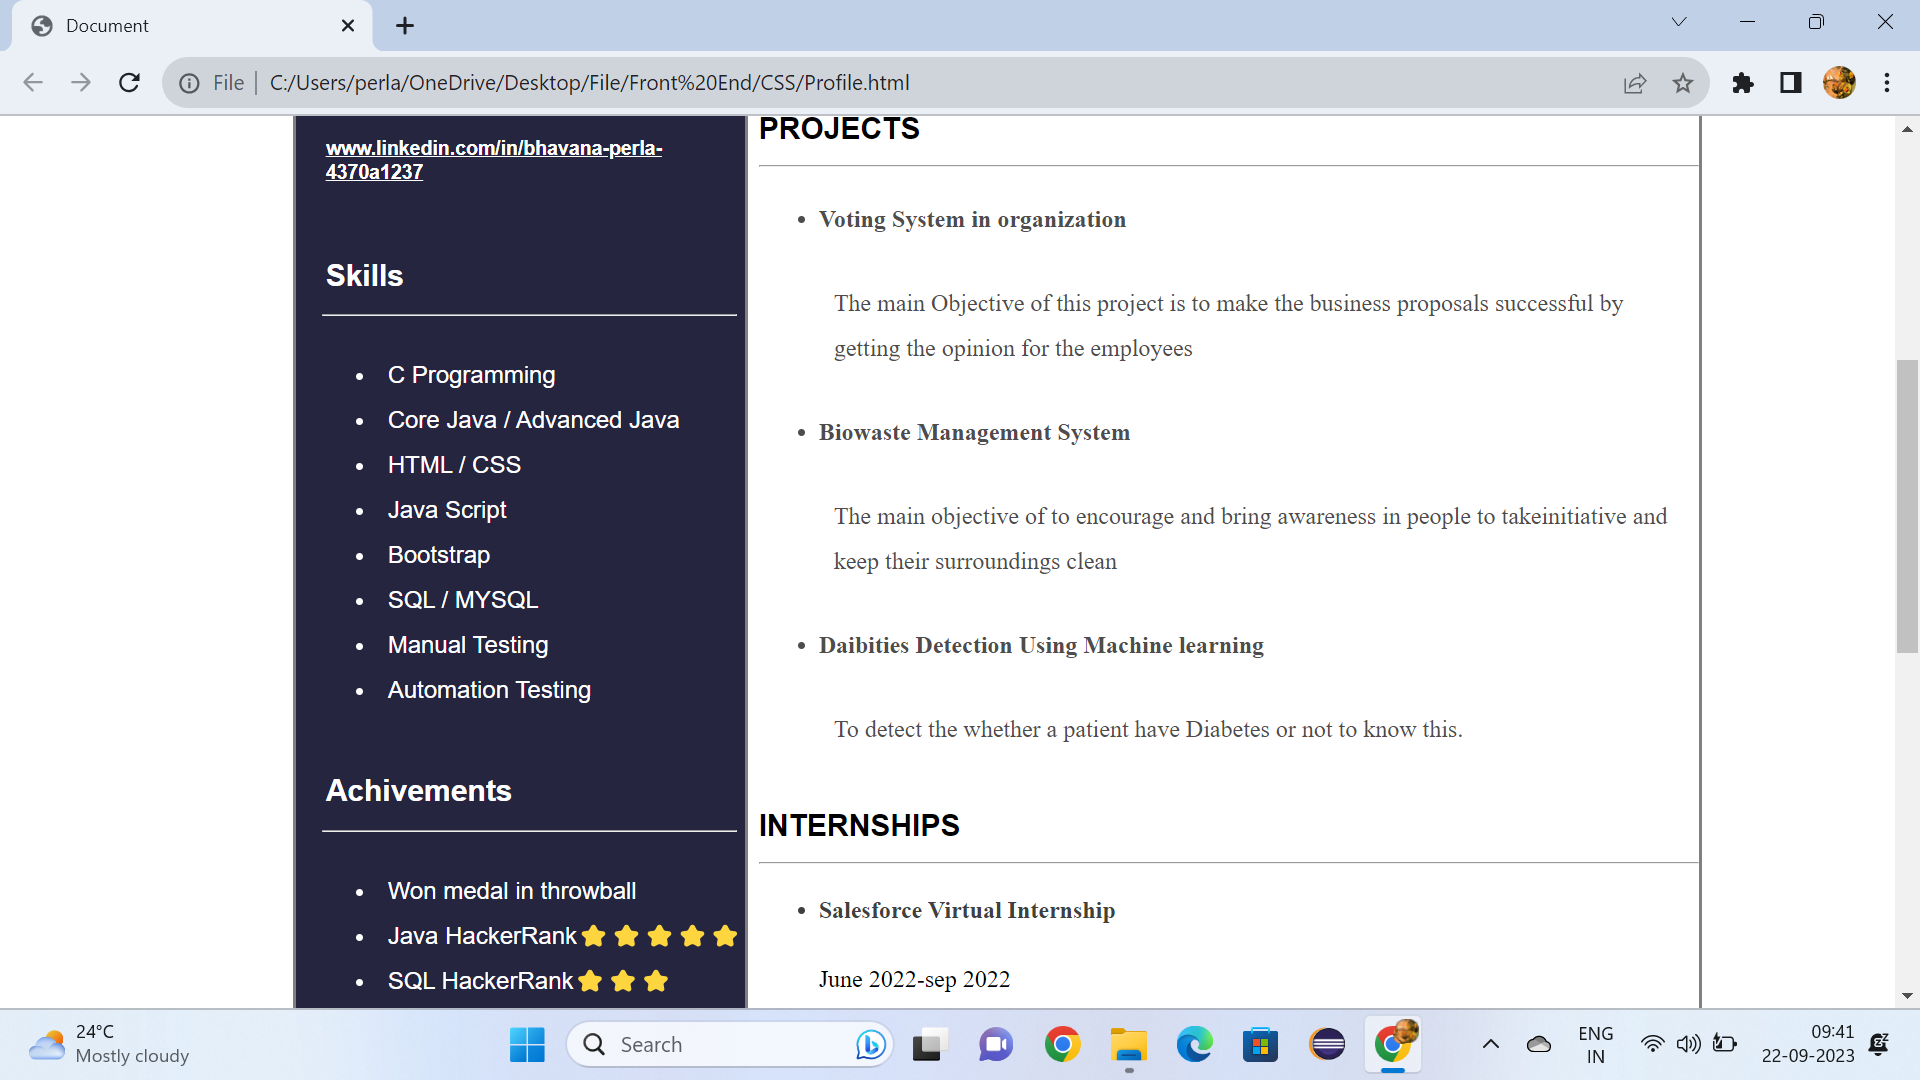 Document
File
C:/Users/perla/OneDrive/Desktop/File/Front%20End/CSS/Profile.html
www.linkedin.com/in/bhavana-perla-
4370a1237
Skills
C Programming
Core Java / Advanced Java
HTML / CSS
Java Script
Bootstrap
SQL / MYSQL
Manual Testing
Automation Testing
Achivements
Won medal in throwball
Java HackerRank⭐⭐⭐⭐⭐
SQL HackerRank⭐⭐⭐
PROJECTS
Voting System in organization
The main Objective of this project is to make the business proposals successful by
getting the opinion for the employees
Biowaste Management System
The main objective of to encourage and bring awareness in people to takeinitiative and
keep their surroundings clean
Daibities Detection Using Machine learning
To detect the whether a patient have Diabetes or not to know this.
INTERNSHIPS
Salesforce Virtual Internship
June 2022-sep 2022
24°C
Mostly cloudy
Search
ENG
IN
09:41
22-09-2023